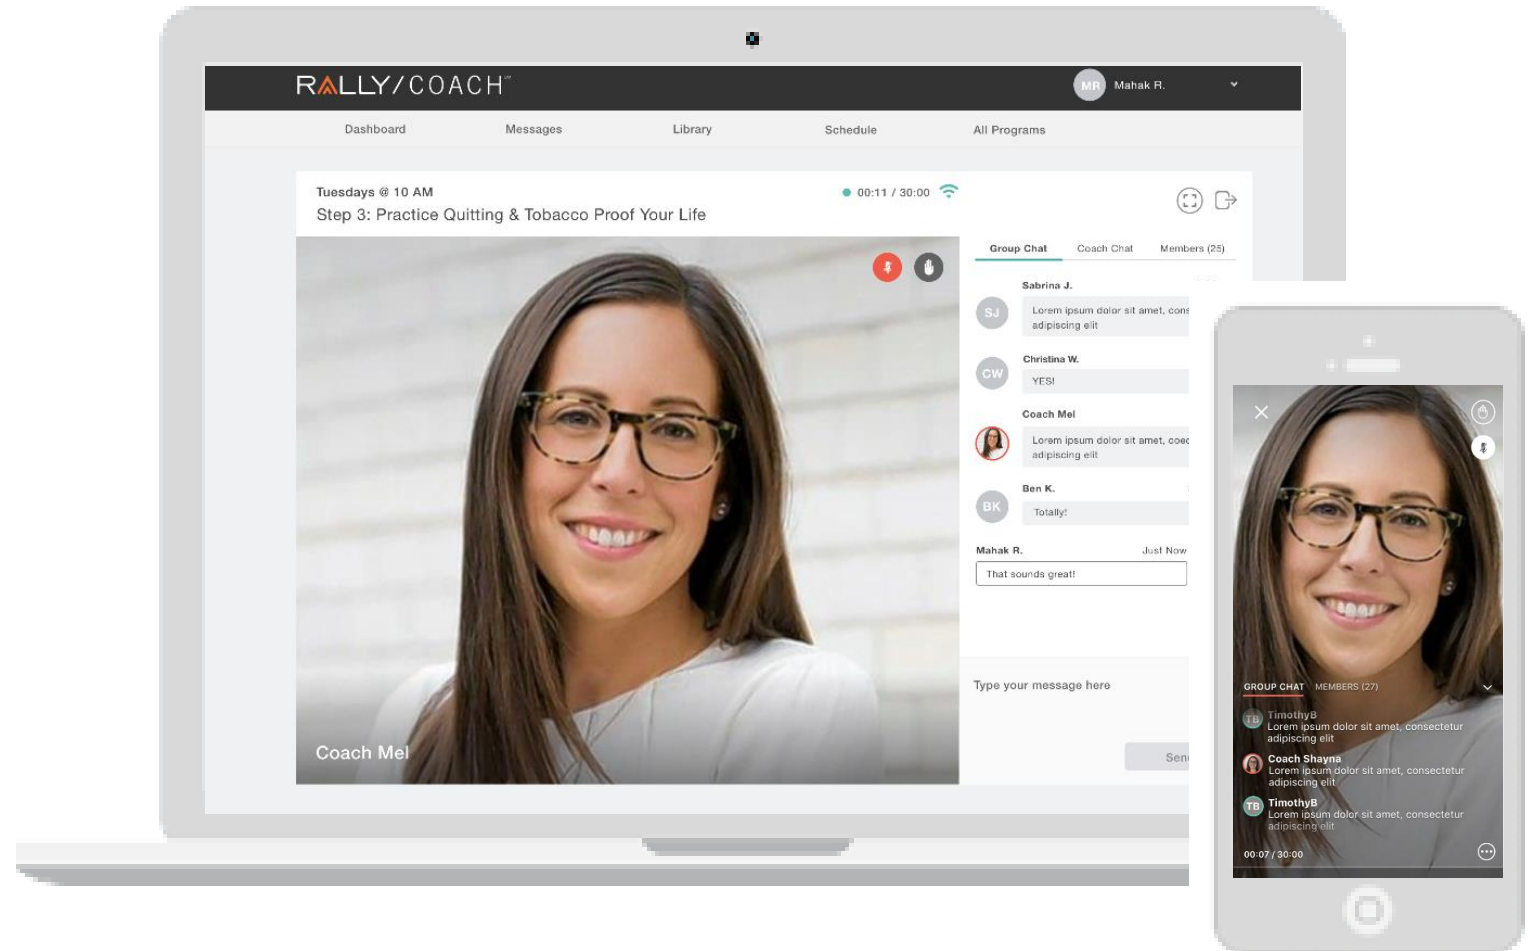 RALLY/COACH
MR Mahak R.
Dashboard Messages Library Schedule All Programs
Tuesdays @ 10 AM
00:11 / 30:00
Step 3: Practice Quitting & Tobacco Proof Your Life
Group Chat Coach Chat Members (25)
Sabrina J.
SJ
Lorem ipsum dolor sit amet, cons
adipiscing elit
Christina W.
CW
YES!
Coach Mel
Lorem ipsum dolor sit amet, coec
adipiscing elit
Ben K.
BK
Totally!
Mahak R. Just Now
That sounds great!
Type your message here
Sen
Coach Mel
GROUP CHAT MEMBERS (27)
TB
TimothyB
Lorem ipsum dolor sit amet, consectetur
adipiscing elit
Coach Shayna
Lorem ipsum dolor sit amet, consectetur
adipiscing elit
TB
TimothyB
Lorem ipsum dolor sit amet, consectetur
adipiscing elit
00:07 / 30:00